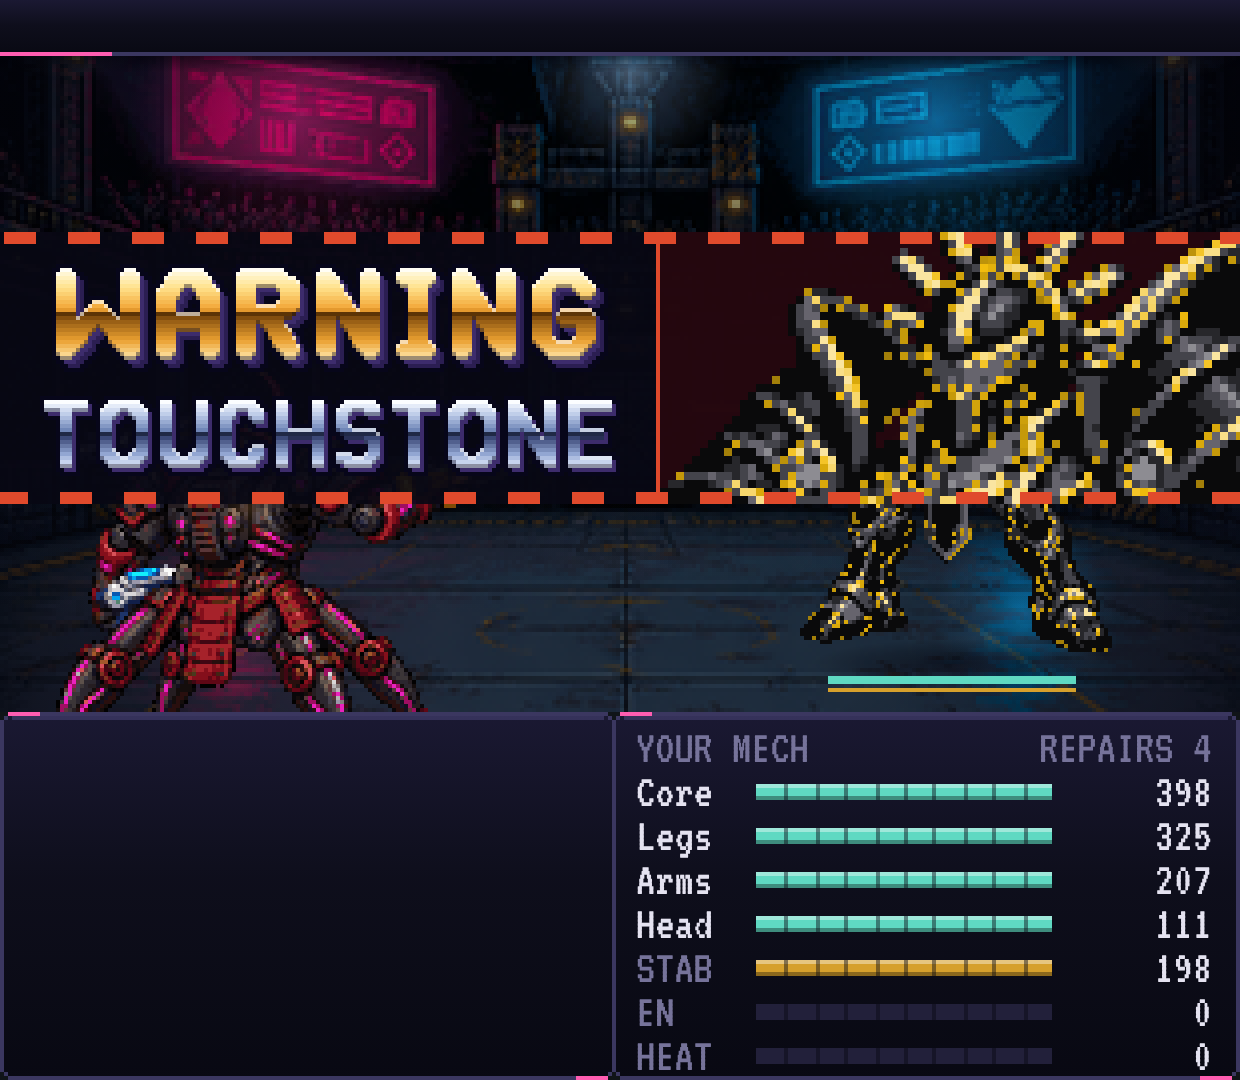 WARNING
TOUCHSTONE
YOUR MECH REPAIRS 4
Core 398
Legs 325
Arms 207
Head 111
STAB 198
EN 0
HEAT 0